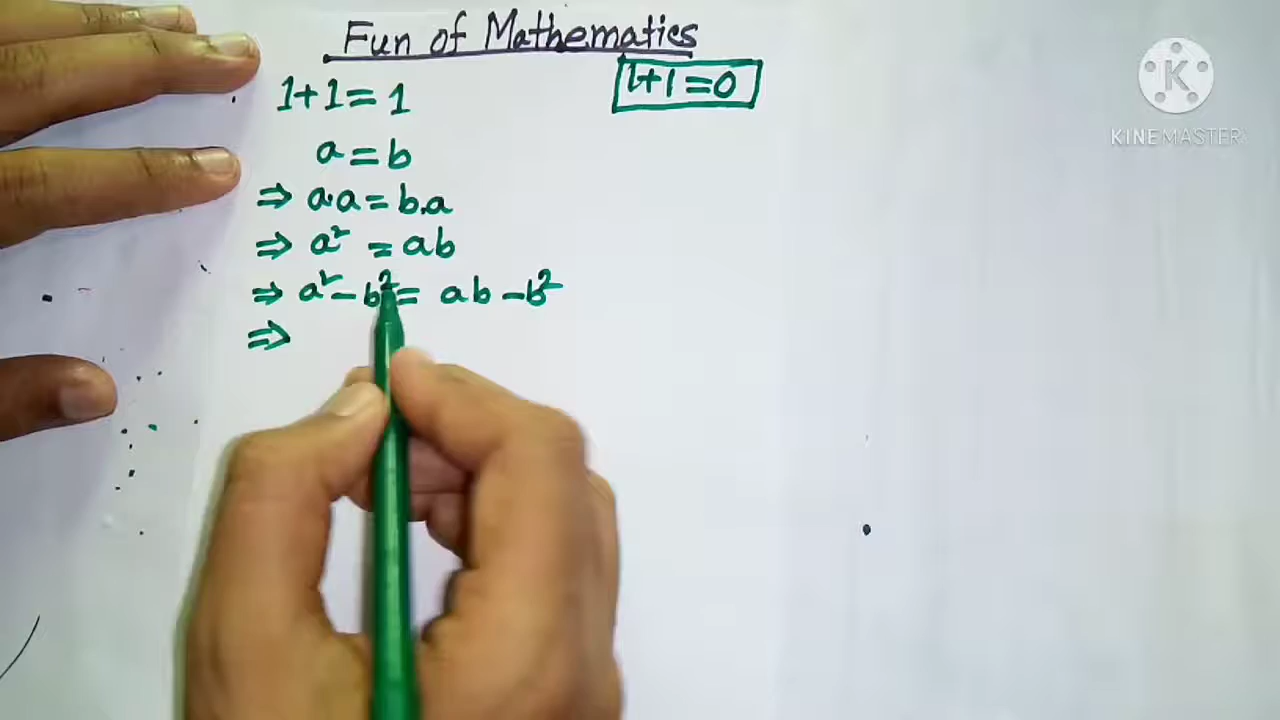 Fun of Mathematics
1+1=0
1+1=1
a=b
⇒ a.a=b.a
⇒ a² =ab
⇒ a²-b²= ab-b²
⇒
K
KINEMASTER